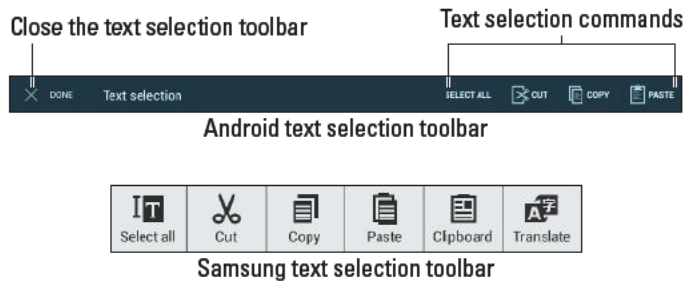 Close the text selection toolbar
Text selection commands
DONE Text selection SELECT ALL CUT COPY PASTE
Android text selection toolbar
Select all Cut Copy Paste Clipboard Translate
Samsung text selection toolbar